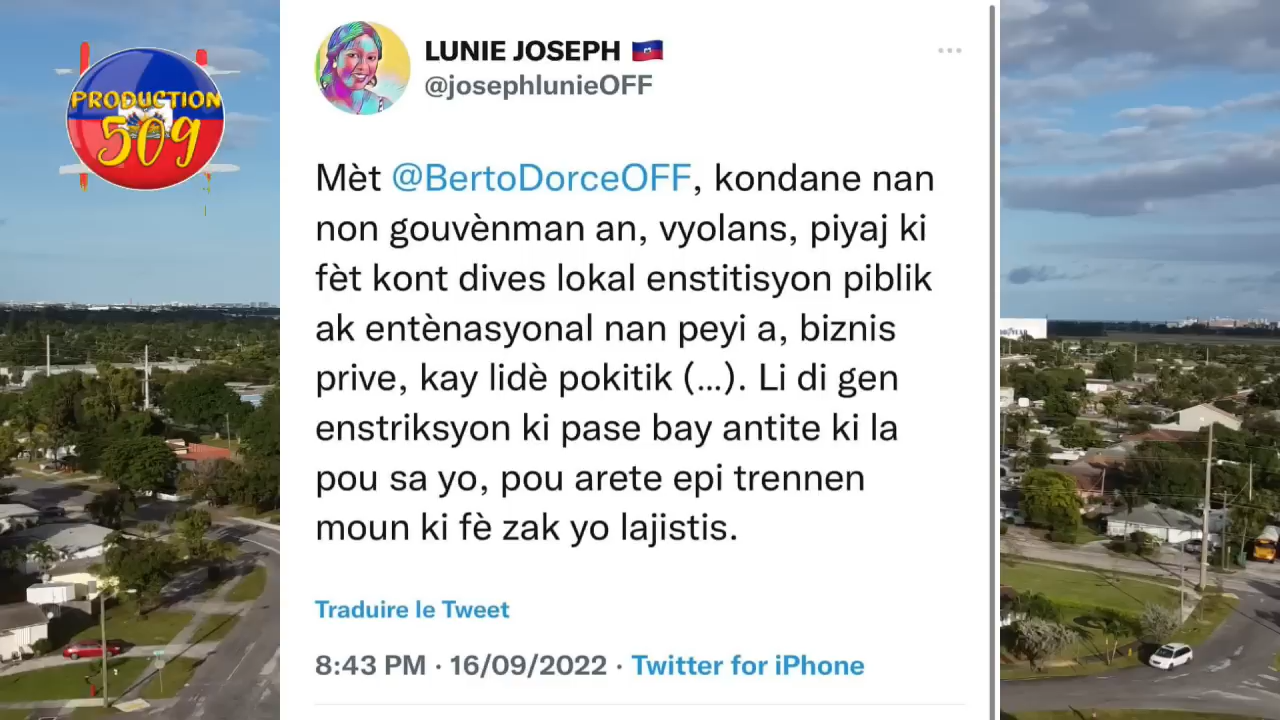 PRODUCTION
509
LUNIE JOSEPH 🇭🇹
@josephlunieOFF
Mèt @BertoDorceOFF, kondane nan
non gouvènman an, vyolans, piyaj ki
fèt kont dives lokal enstitisyon piblik
ak entènasyonal nan peyi a, biznis
prive, kay lidè pokitik (...). Li di gen
enstriksyon ki pase bay antite ki la
pou sa yo, pou arete epi trennen
moun ki fè zak yo lajistis.
Traduire le Tweet
8:43 PM · 16/09/2022 · Twitter for iPhone